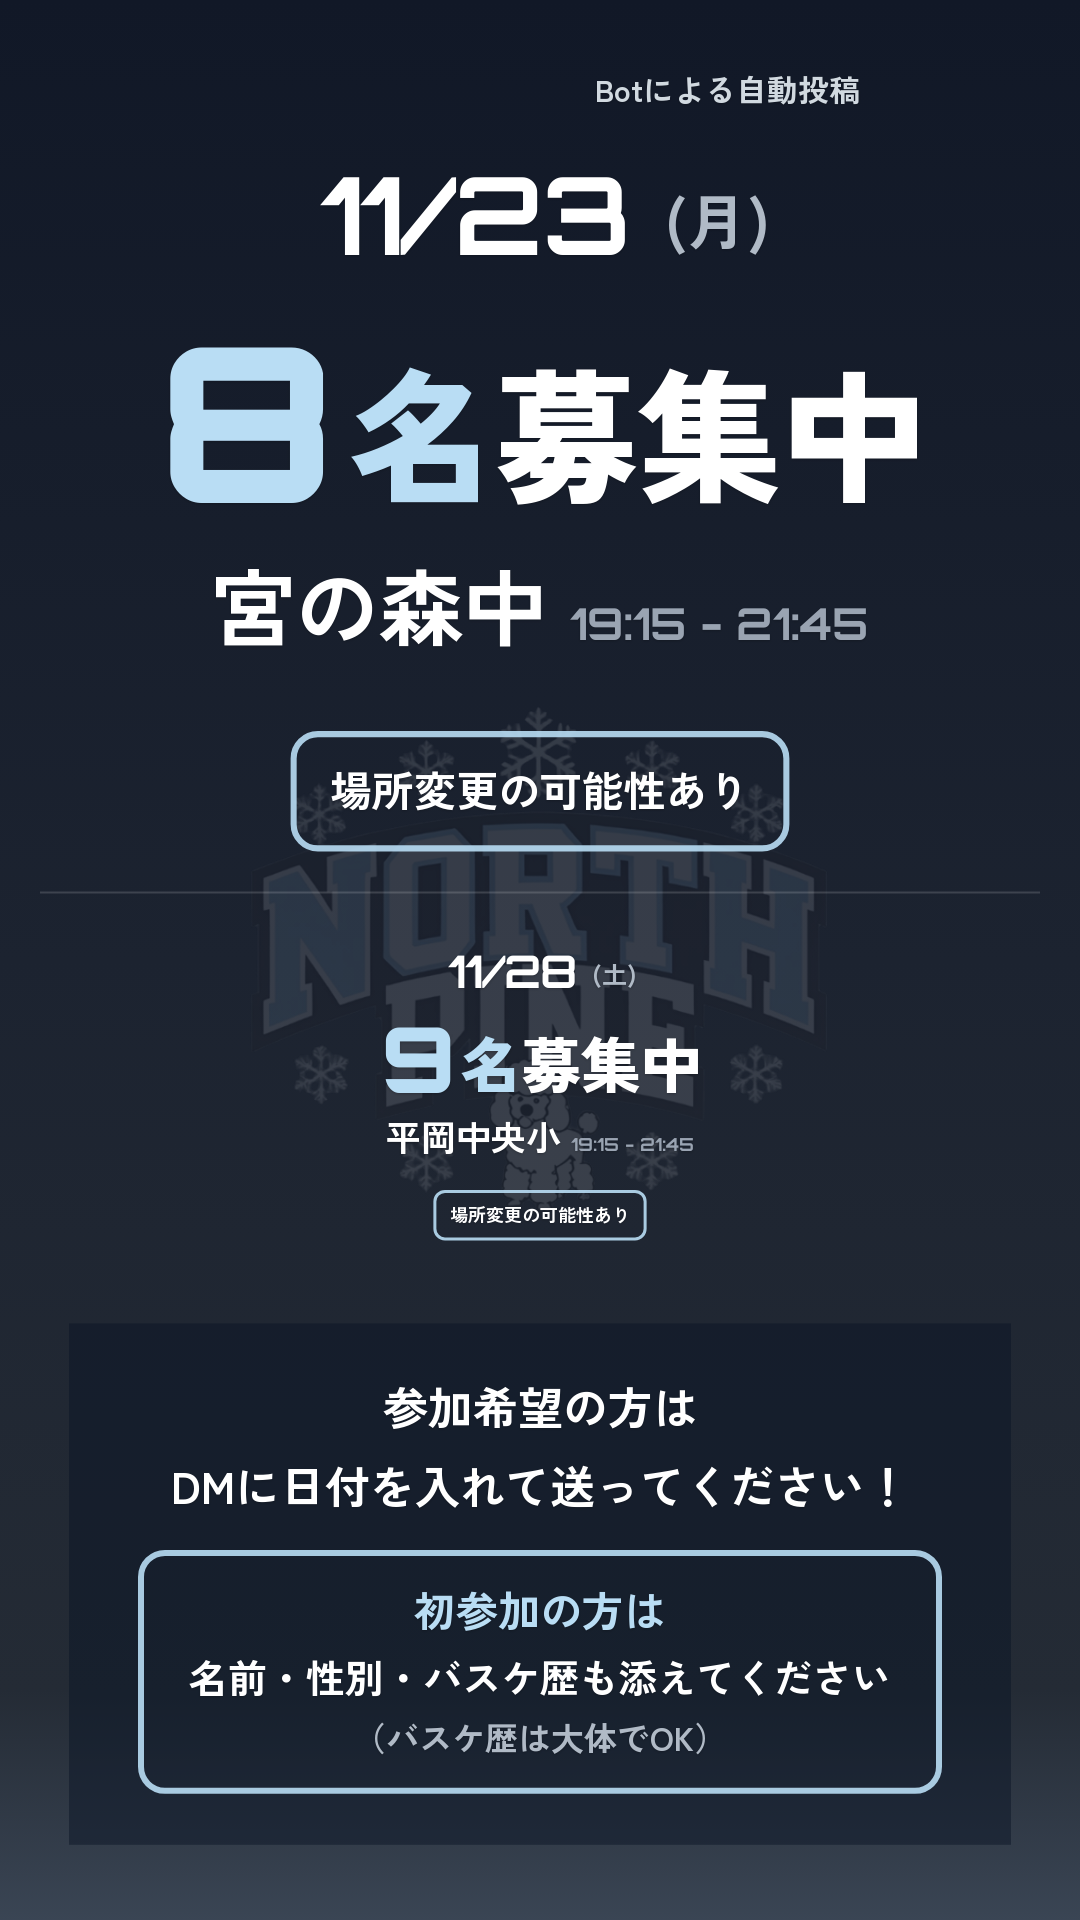 Botによる自動投稿
11/23 (月)
8名募集中
宮の森中 19:15 - 21:45
場所変更の可能性あり
NORTH
PINE
11/28 (土)
9名募集中
平岡中央小 19:15 - 21:45
場所変更の可能性あり
参加希望の方は
DMに日付を入れて送ってください！
初参加の方は
名前・性別・バスケ歴も添えてください
（バスケ歴は大体でOK）